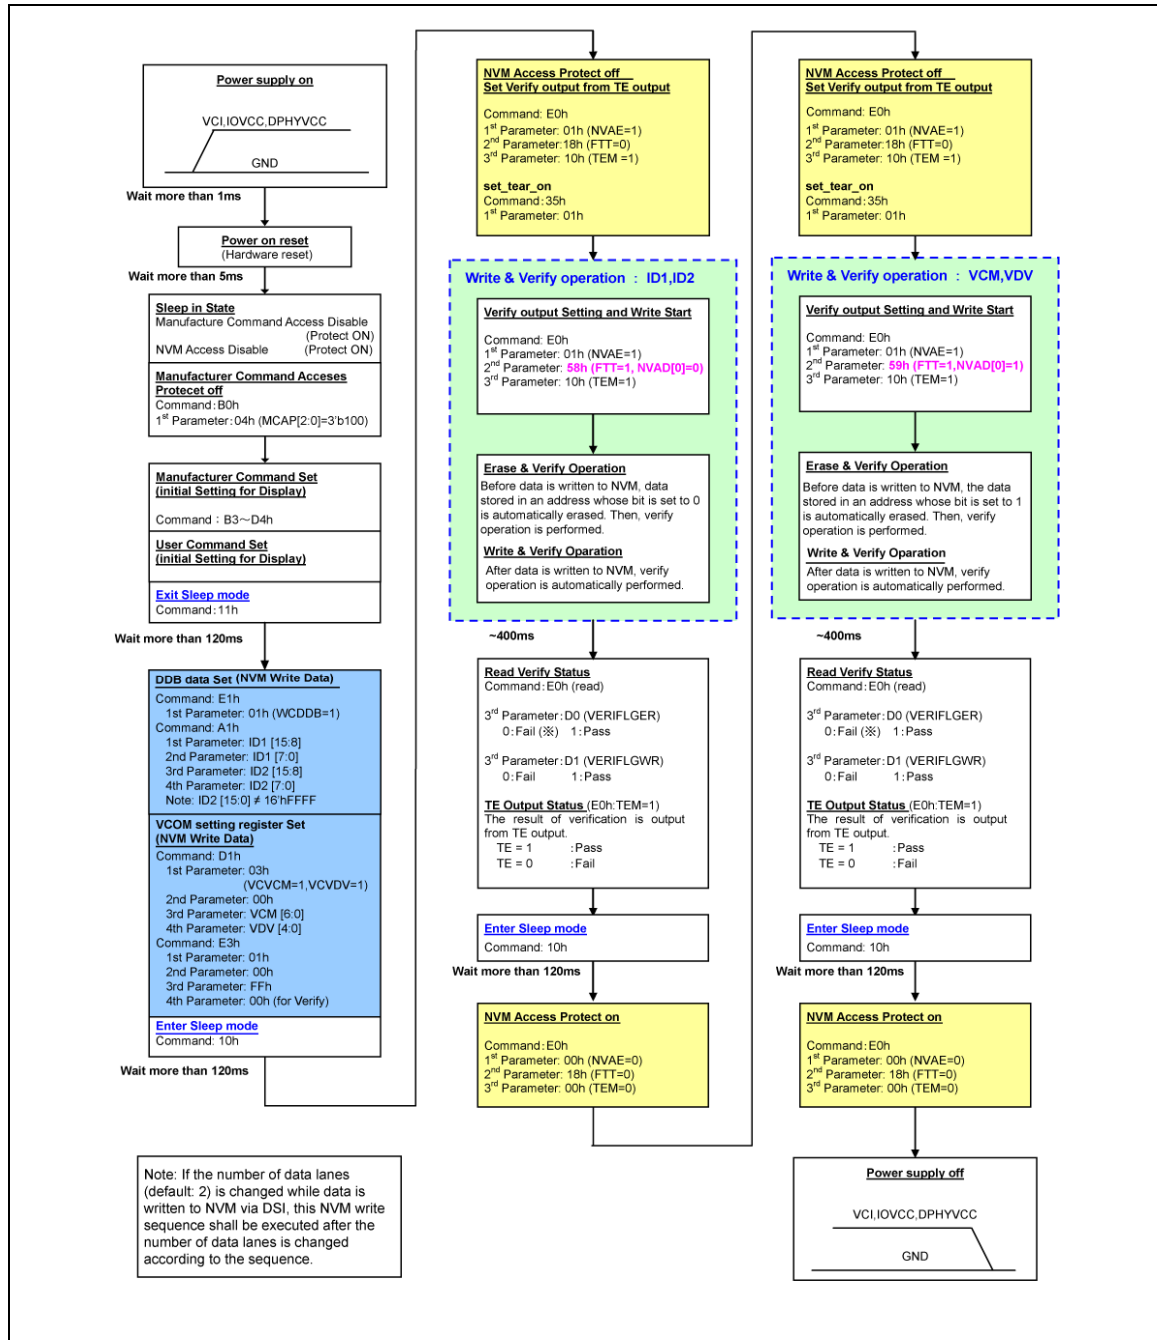 Power supply on
VCI,IOVCC,DPHYVCC
GND
Wait more than 1ms
Power on reset
(Hardware reset)
Wait more than 5ms
Sleep in State
Manufacture Command Access Disable
(Protect ON)
NVM Access Disable (Protect ON)
Manufacturer Command Acceses
Protecet off
Command:B0h
1st Parameter:04h (MCAP[2:0]=3'b100)
Manufacturer Command Set
(initial Setting for Display)
Command : B3～D4h
User Command Set
(initial Setting for Display)
Exit Sleep mode
Command:11h
Wait more than 120ms
DDB data Set (NVM Write Data)
Command: E1h
1st Parameter: 01h (WCDDB=1)
Command: A1h
1st Parameter: ID1 [15:8]
2nd Parameter: ID1 [7:0]
3rd Parameter: ID2 [15:8]
4th Parameter: ID2 [7:0]
Note: ID2 [15:0] ≠ 16'hFFFF
VCOM setting register Set
(NVM Write Data)
Command: D1h
1st Parameter: 03h
(VCVCM=1,VCVDV=1)
2nd Parameter: 00h
3rd Parameter: VCM [6:0]
4th Parameter: VDV [4:0]
Command: E3h
1st Parameter: 01h
2nd Parameter: 00h
3rd Parameter: FFh
4th Parameter: 00h (for Verify)
Enter Sleep mode
Command: 10h
Wait more than 120ms
Note: If the number of data lanes
(default: 2) is changed while data is
written to NVM via DSI, this NVM write
sequence shall be executed after the
number of data lanes is changed
according to the sequence.
NVM Access Protect off
Set Verify output from TE output
Command: E0h
1st Parameter: 01h (NVAE=1)
2nd Parameter:18h (FTT=0)
3rd Parameter: 10h (TEM =1)
set_tear_on
Command:35h
1st Parameter: 01h
Write & Verify operation : ID1,ID2
Verify output Setting and Write Start
Command: E0h
1st Parameter: 01h (NVAE=1)
2nd Parameter: 58h (FTT=1, NVAD[0]=0)
3rd Parameter: 10h (TEM=1)
Erase & Verify Operation
Before data is written to NVM, data
stored in an address whose bit is set to 0
is automatically erased. Then, verify
operation is performed.
Write & Verify Oparation
After data is written to NVM, verify
operation is automatically performed.
~400ms
Read Verify Status
Command:E0h (read)
3rd Parameter:D0 (VERIFLGER)
0:Fail (※) 1:Pass
3rd Parameter:D1 (VERIFLGWR)
0:Fail 1:Pass
TE Output Status (E0h:TEM=1)
The result of verification is output
from TE output.
TE = 1 :Pass
TE = 0 :Fail
Enter Sleep mode
Command: 10h
Wait more than 120ms
NVM Access Protect on
Command:E0h
1st Parameter: 00h (NVAE=0)
2nd Parameter: 18h (FTT=0)
3rd Parameter: 00h (TEM=0)
NVM Access Protect off
Set Verify output from TE output
Command: E0h
1st Parameter: 01h (NVAE=1)
2nd Parameter:18h (FTT=0)
3rd Parameter: 10h (TEM =1)
set_tear_on
Command:35h
1st Parameter: 01h
Write & Verify operation : VCM,VDV
Verify output Setting and Write Start
Command: E0h
1st Parameter: 01h (NVAE=1)
2nd Parameter: 59h (FTT=1,NVAD[0]=1)
3rd Parameter: 10h (TEM=1)
Erase & Verify Operation
Before data is written to NVM, the data
stored in an address whose bit is set to 1
is automatically erased. Then, verify
operation is performed.
Write & Verify Oparation
After data is written to NVM, verify
operation is automatically performed.
~400ms
Read Verify Status
Command:E0h (read)
3rd Parameter:D0 (VERIFLGER)
0:Fail (※) 1:Pass
3rd Parameter:D1 (VERIFLGWR)
0:Fail 1:Pass
TE Output Status (E0h:TEM=1)
The result of verification is output
from TE output.
TE = 1 :Pass
TE = 0 :Fail
Enter Sleep mode
Command: 10h
Wait more than 120ms
NVM Access Protect on
Command:E0h
1st Parameter: 00h (NVAE=0)
2nd Parameter: 18h (FTT=0)
3rd Parameter: 00h (TEM=0)
Power supply off
VCI,IOVCC,DPHYVCC
GND